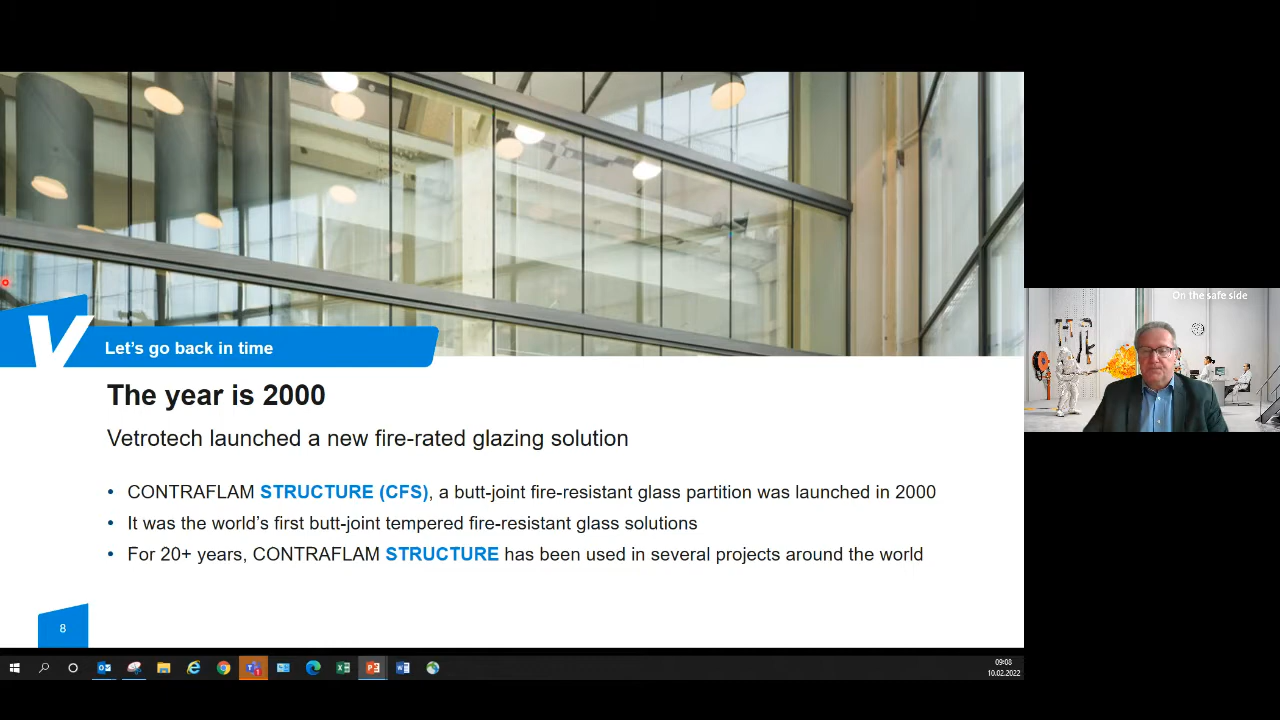 On the safe side
V
Let's go back in time
The year is 2000
Vetrotech launched a new fire-rated glazing solution
• CONTRAFLAM STRUCTURE (CFS), a butt-joint fire-resistant glass partition was launched in 2000
• It was the world's first butt-joint tempered fire-resistant glass solutions
• For 20+ years, CONTRAFLAM STRUCTURE has been used in several projects around the world
8
09:08
10.02.2022